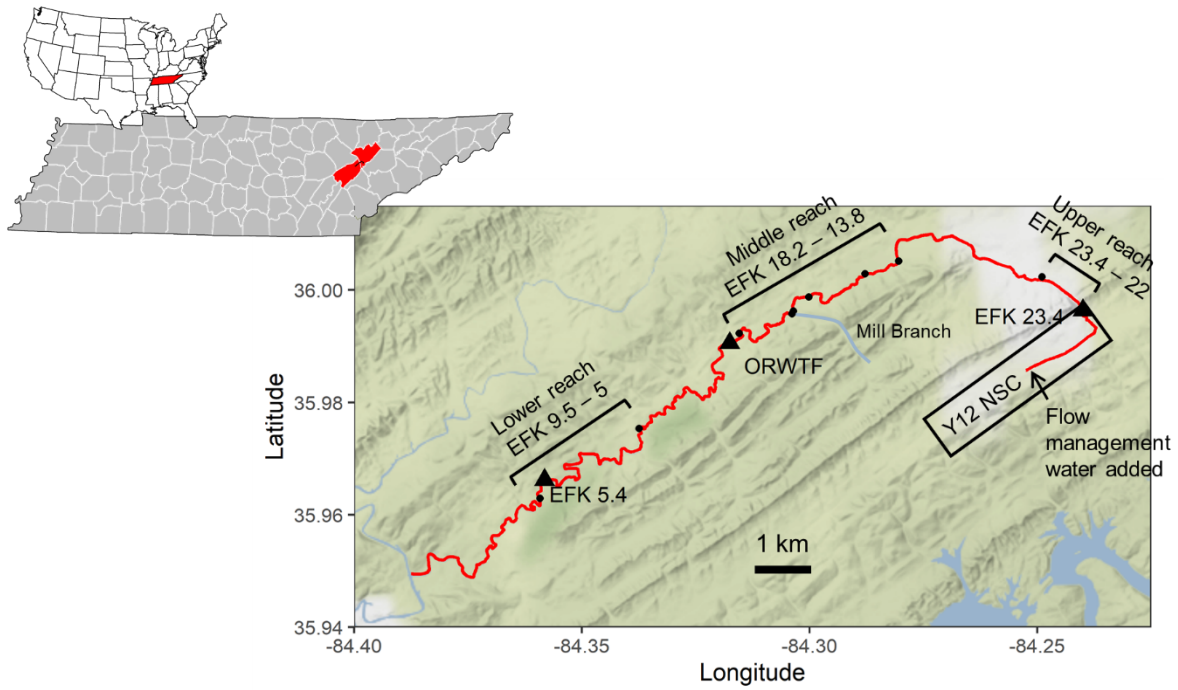 Middle reach
EFK 18.2 – 13.8
Upper reach
EFK 23.4 – 22
36.00
EFK 23.4
Mill Branch
ORWTF
35.98
Latitude
Lower reach
EFK 9.5 – 5
Y12 NSC
Flow
management
water added
EFK 5.4
35.96
1 km
35.94
-84.40
-84.35
-84.30
-84.25
Longitude